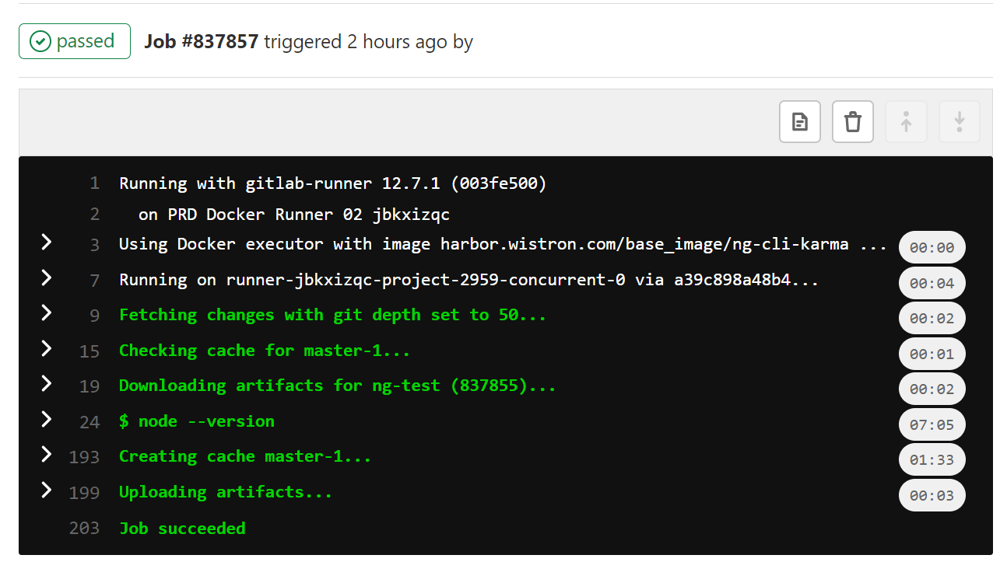 passed Job #837857 triggered 2 hours ago by
1 Running with gitlab-runner 12.7.1 (003fe500)
2 on PRD Docker Runner 02 jbkxizqc
3 Using Docker executor with image harbor.wistron.com/base_image/ng-cli-karma ... 00:00
7 Running on runner-jbkxizqc-project-2959-concurrent-0 via a39c898a48b4... 00:04
9 Fetching changes with git depth set to 50... 00:02
15 Checking cache for master-1... 00:01
19 Downloading artifacts for ng-test (837855)... 00:02
24 $ node --version 07:05
193 Creating cache master-1... 01:33
199 Uploading artifacts... 00:03
203 Job succeeded